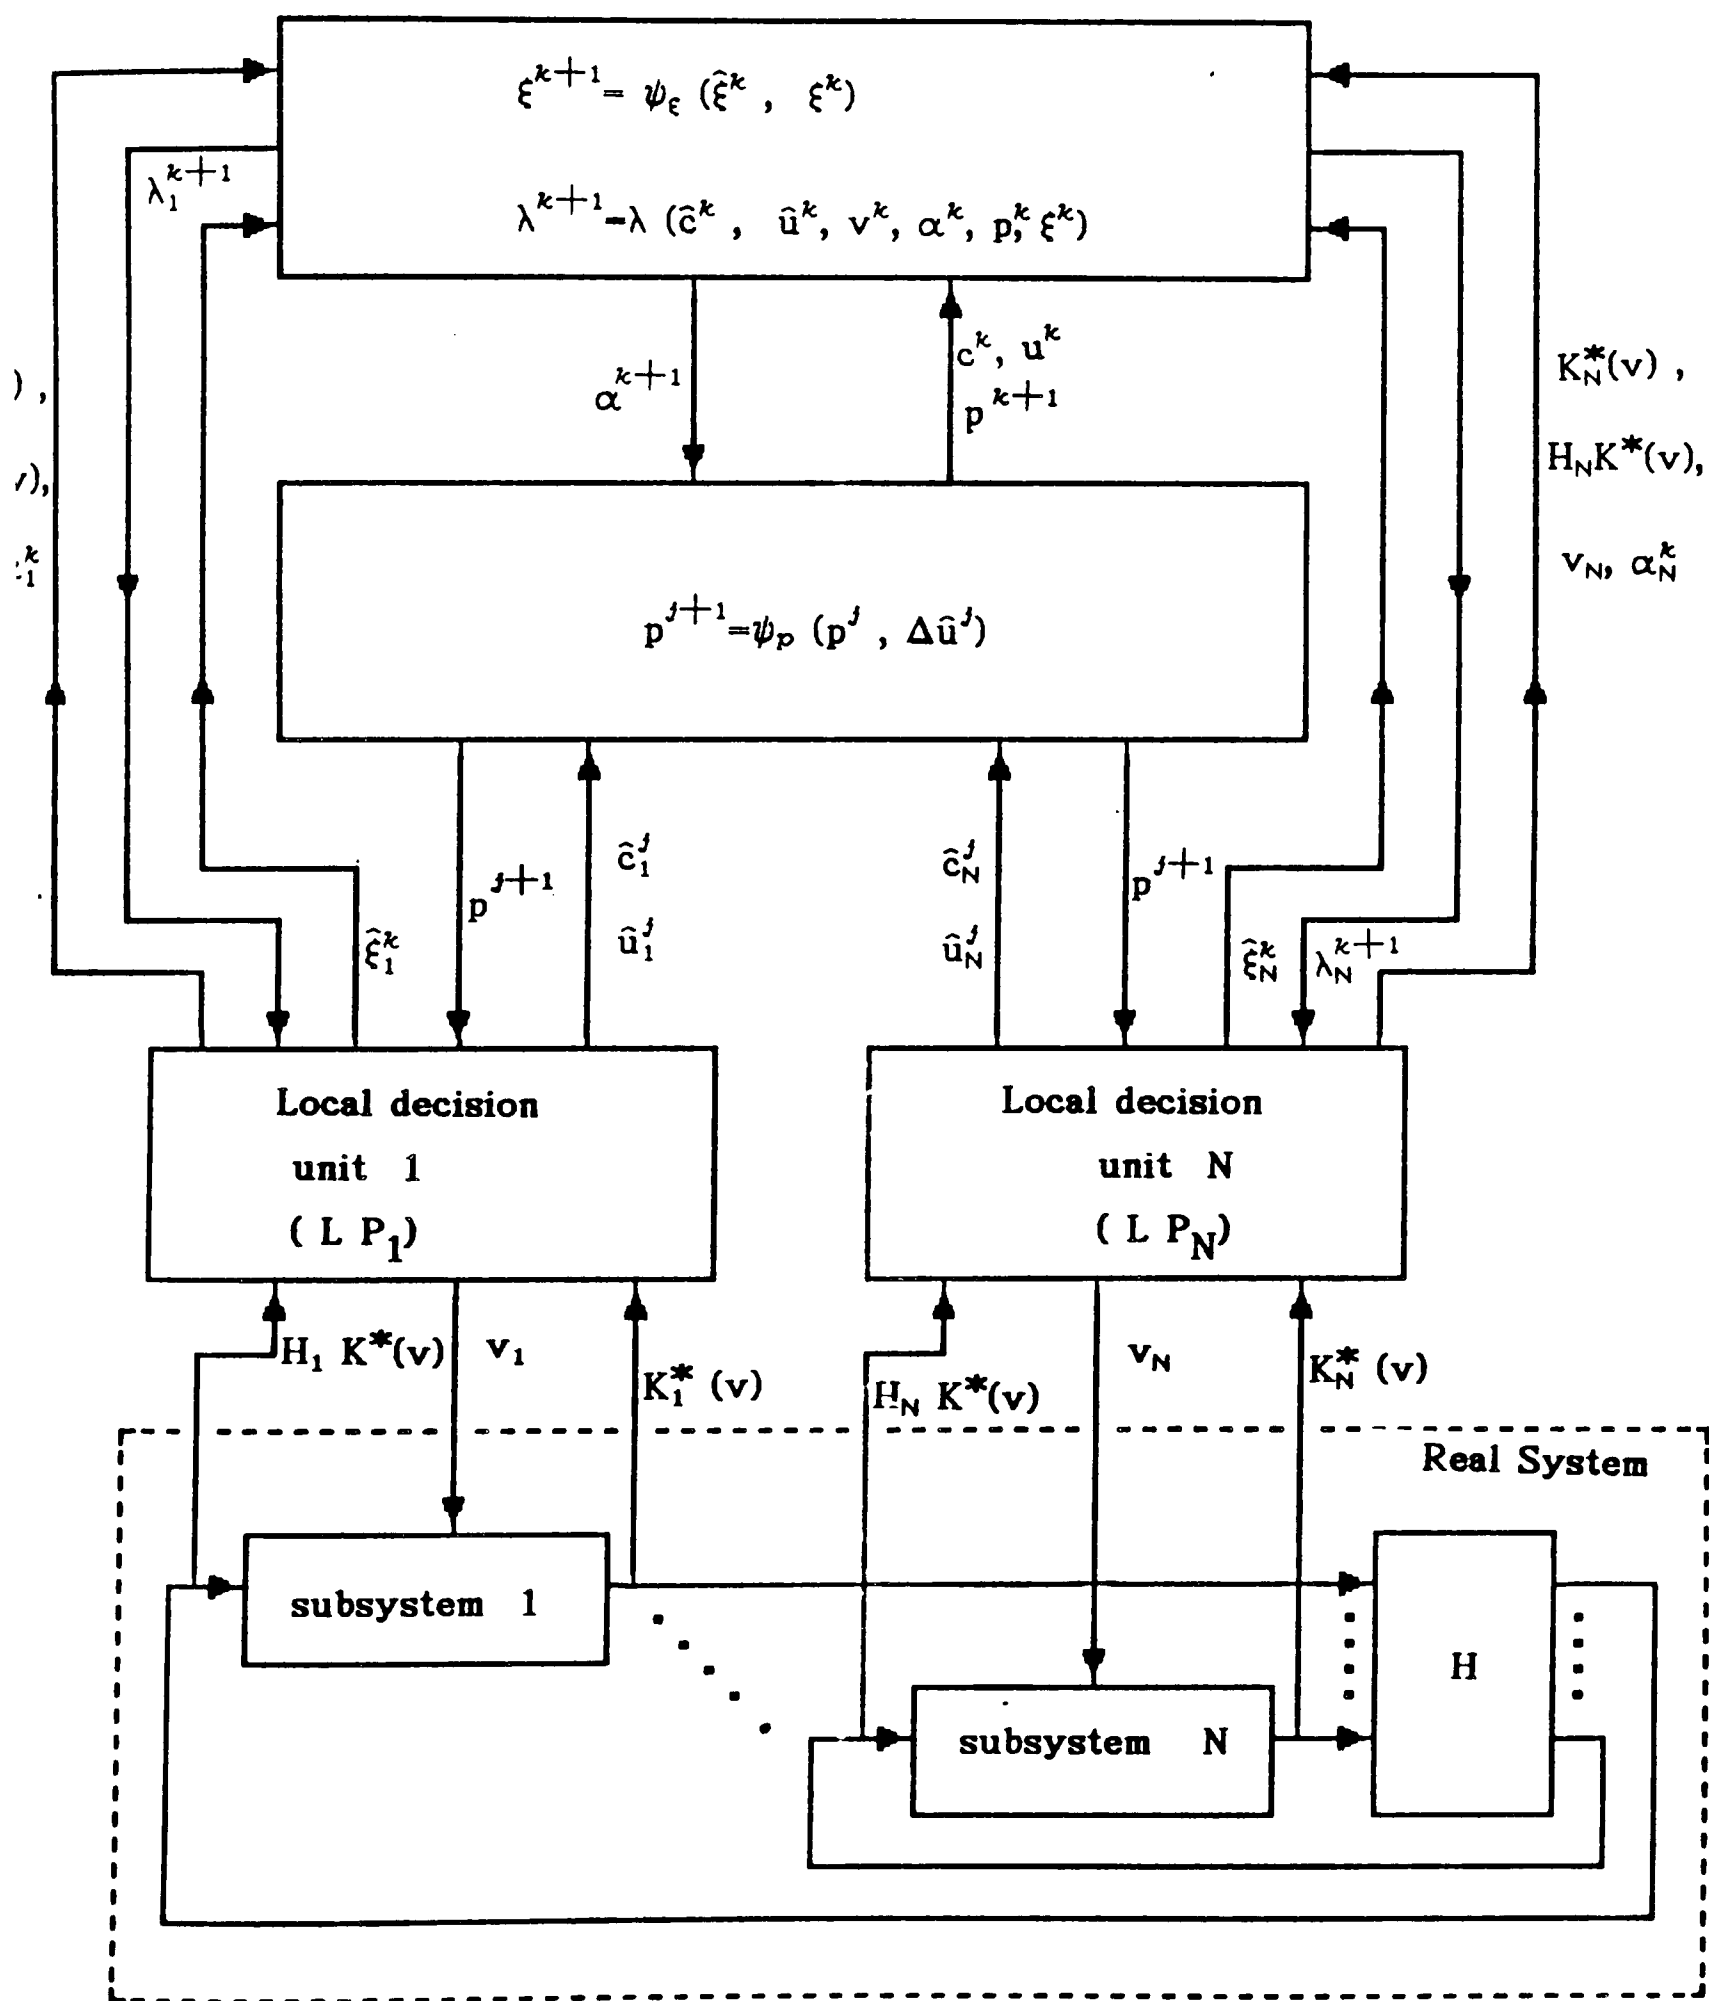 ξ^{k+1} = ψ_ξ (ξ̂^k , ξ^k)
λ_1^{k+1}
λ^{k+1}=λ (ĉ^k , û^k, v^k, α^k, p^k, ξ^k)
α^{k+1}
c^k, u^k
p^{k+1}
) ,
v),
_1^k
K_N^*(v) ,
H_N K^*(v),
v_N, α_N^k
p^{j+1}=ψ_p (p^j , Δû^j)
ξ̂_1^k
p^{j+1}
ĉ_1^j
û_1^j
ĉ_N^j
û_N^j
p^{j+1}
ξ̂_N^k
λ_N^{k+1}
Local decision
unit 1
( L P_1)
Local decision
unit N
( L P_N)
H_1 K^*(v)
v_1
K_1^* (v)
H_N K^*(v)
v_N
K_N^* (v)
Real System
subsystem 1
H
subsystem N